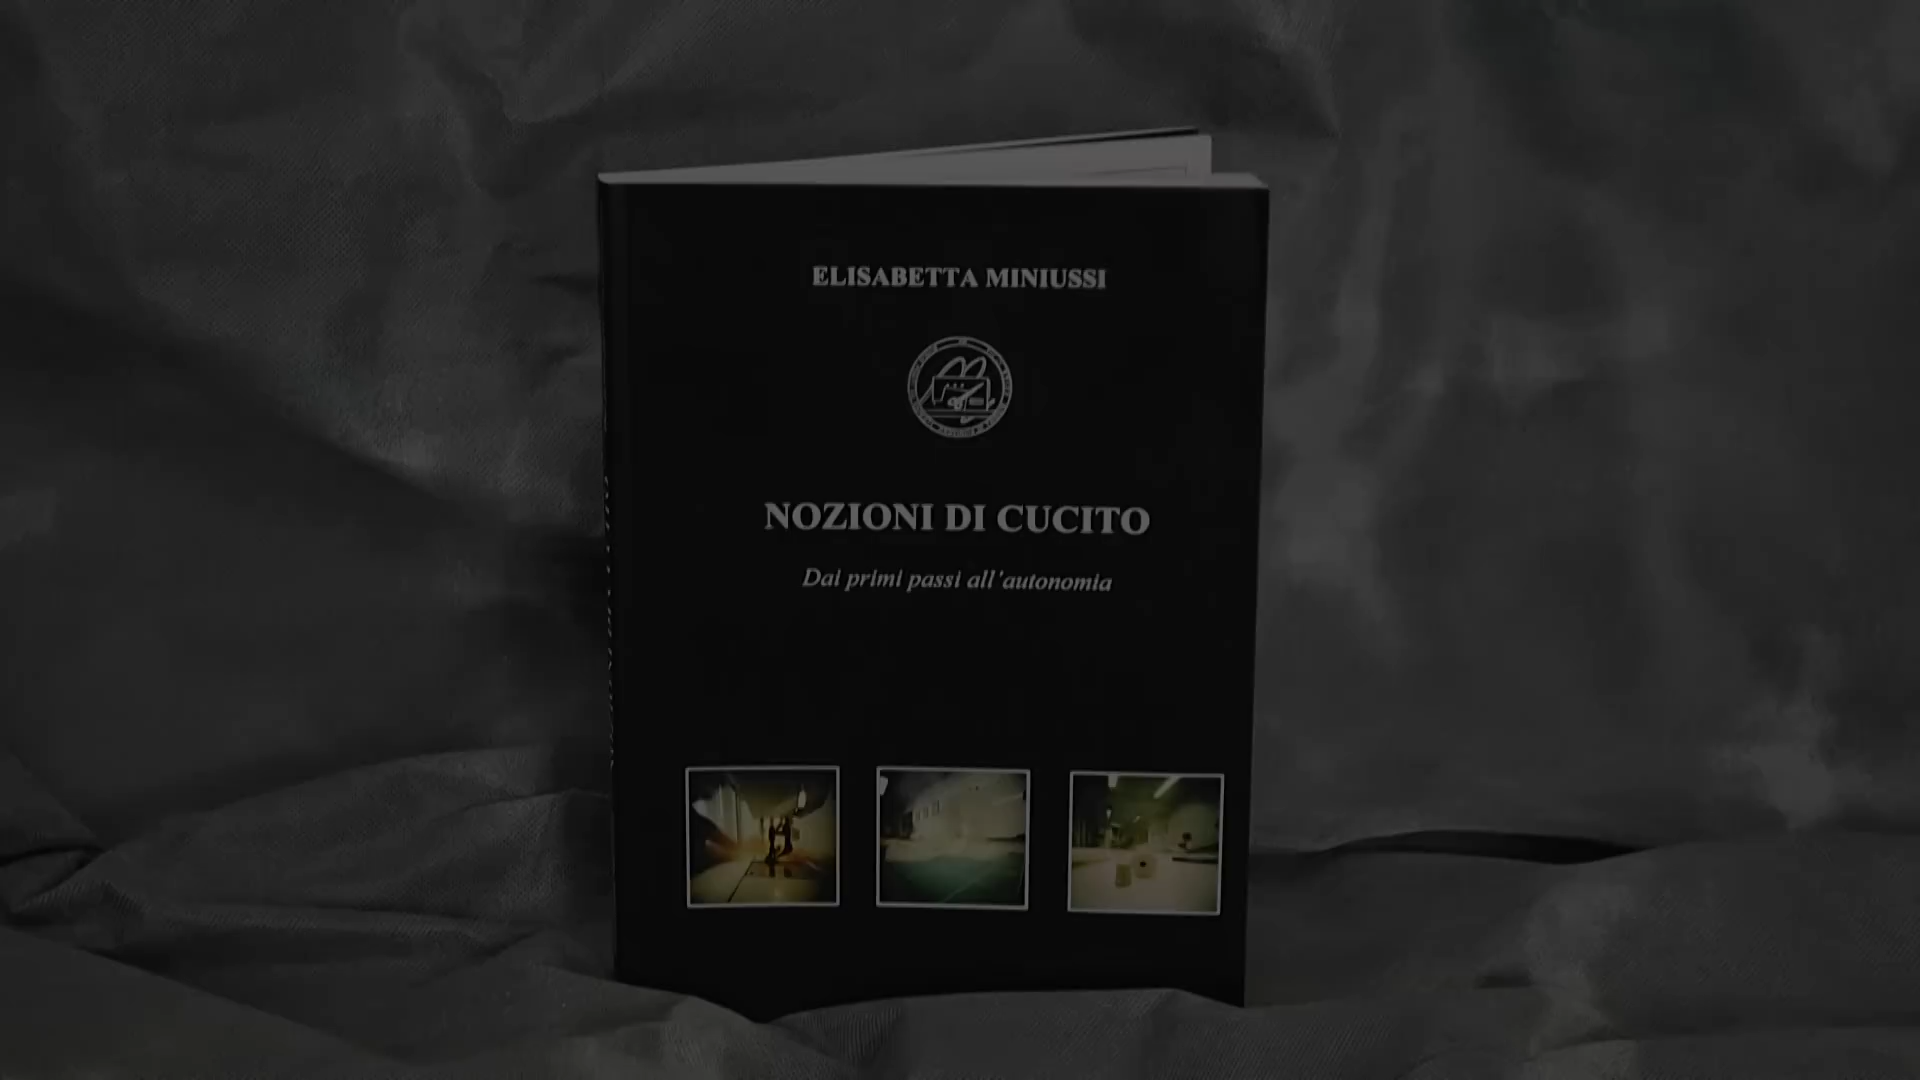 ELISABETTA MINIUSSI
NOZIONI DI CUCITO
Dai primi passi all'autonomia